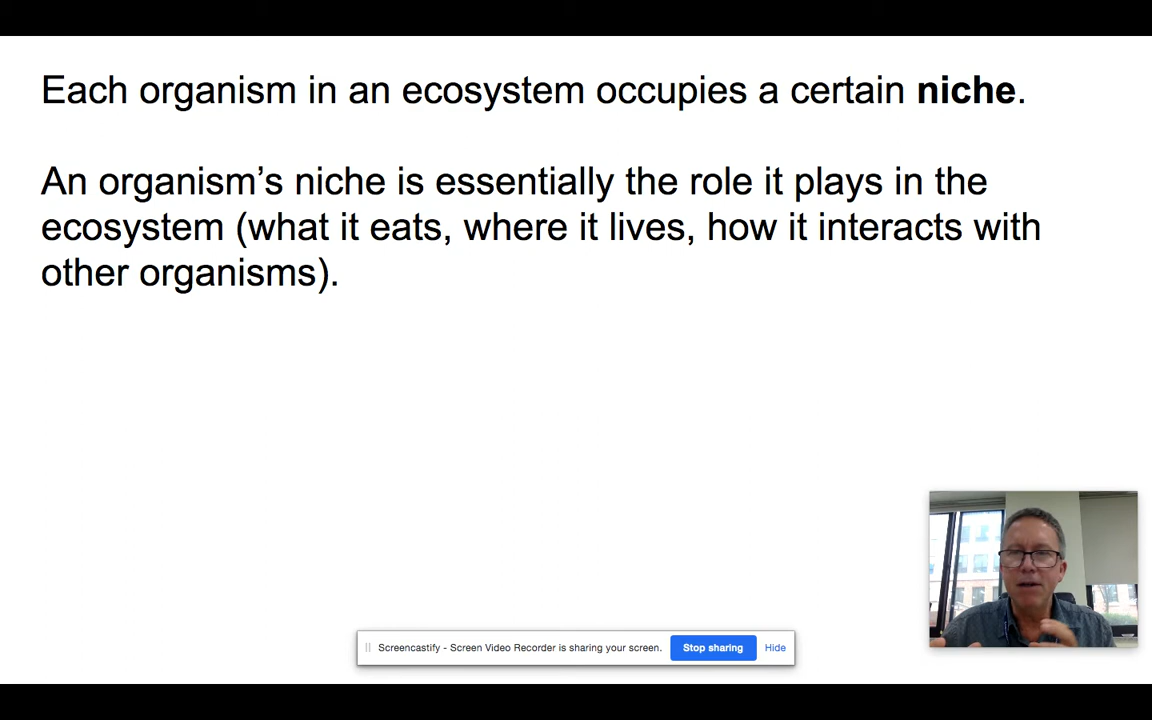 Each organism in an ecosystem occupies a certain niche.
An organism’s niche is essentially the role it plays in the
ecosystem (what it eats, where it lives, how it interacts with
other organisms).
Screencastify - Screen Video Recorder is sharing your screen. Stop sharing Hide